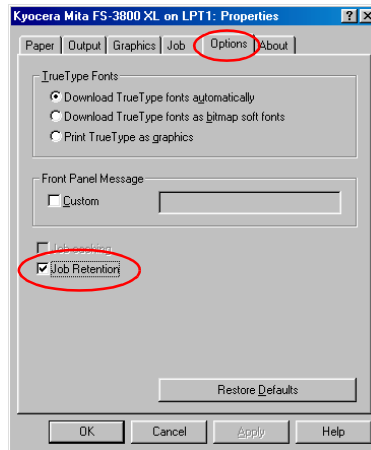 Kyocera Mita FS-3800 XL on LPT1: Properties ? X
Paper Output Graphics Job Options About
TrueType Fonts
Download TrueType fonts automatically
Download TrueType fonts as bitmap soft fonts
Print TrueType as graphics
Front Panel Message
Custom
Job caching
Job Retention
Restore Defaults
OK Cancel Apply Help